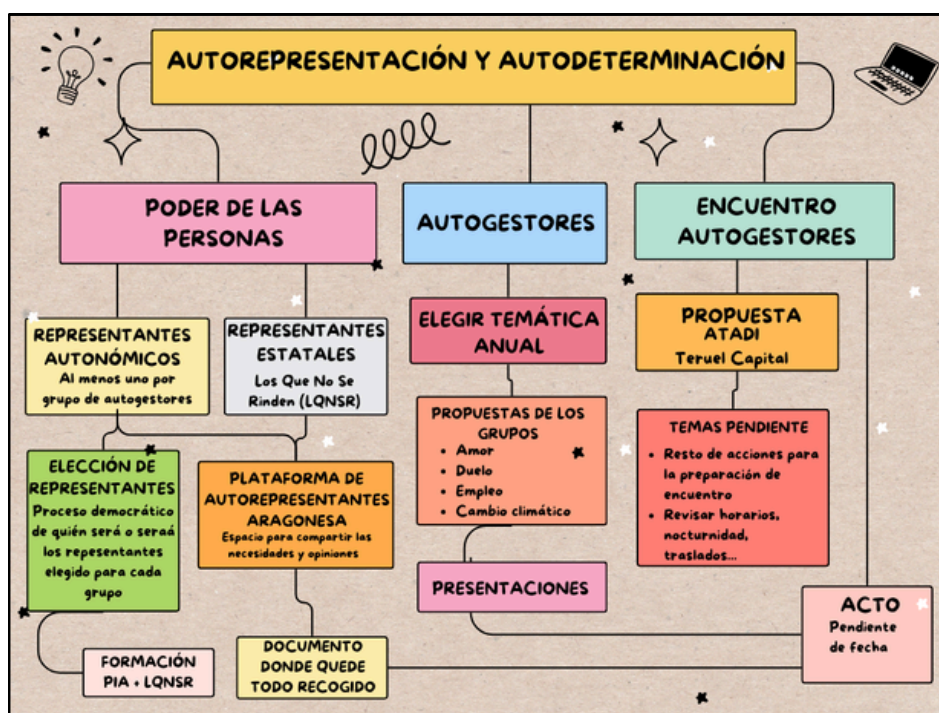 AUTOREPRESENTACIÓN Y AUTODETERMINACIÓN
PODER DE LAS
PERSONAS
AUTOGESTORES
ENCUENTRO
AUTOGESTORES
REPRESENTANTES
AUTONÓMICOS
Al menos uno por
grupo de autogestores
REPRESENTANTES
ESTATALES
Los Que No Se
Rinden (LQNSR)
ELEGIR TEMÁTICA
ANUAL
PROPUESTA
ATADI
Teruel Capital
ELECCIÓN DE
REPRESENTANTES
Proceso democrático
de quién será o seraá
los repesentantes
elegido para cada
grupo
PLATAFORMA DE
AUTOREPRESENTANTES
ARAGONESA
Espacio para compartir las
necesidades y opiniones
PROPUESTAS DE LOS
GRUPOS
• Amor
• Duelo
• Empleo
• Cambio climático
TEMAS PENDIENTE
• Resto de acciones para
la preparación de
encuentro
• Revisar horarios,
nocturnidad,
traslados...
PRESENTACIONES
ACTO
Pendiente
de fecha
FORMACIÓN
PIA + LQNSR
DOCUMENTO
DONDE QUEDE
TODO RECOGIDO